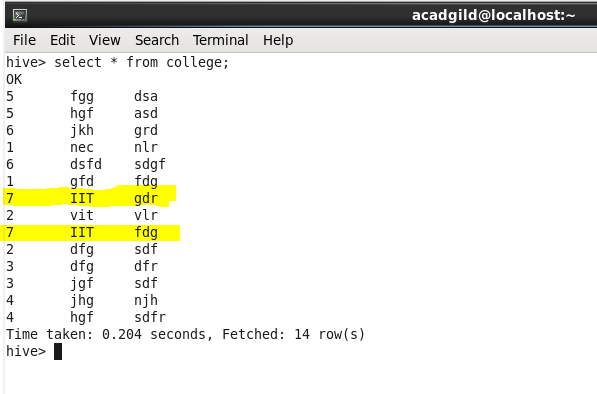 acadgild@localhost:~
File Edit View Search Terminal Help
hive> select * from college;
OK
5 fgg dsa
5 hgf asd
6 jkh grd
1 nec nlr
6 dsfd sdgf
1 gfd fdg
7 IIT gdr
2 vit vlr
7 IIT fdg
2 dfg sdf
3 dfg dfr
3 jgf sdf
4 jhg njh
4 hgf sdfr
Time taken: 0.204 seconds, Fetched: 14 row(s)
hive>